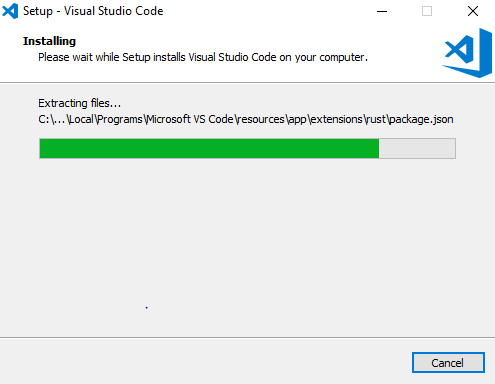 Setup - Visual Studio Code
Installing
Please wait while Setup installs Visual Studio Code on your computer.
Extracting files...
C:\...\Local\Programs\Microsoft VS Code\resources\app\extensions\rust\package.json
Cancel